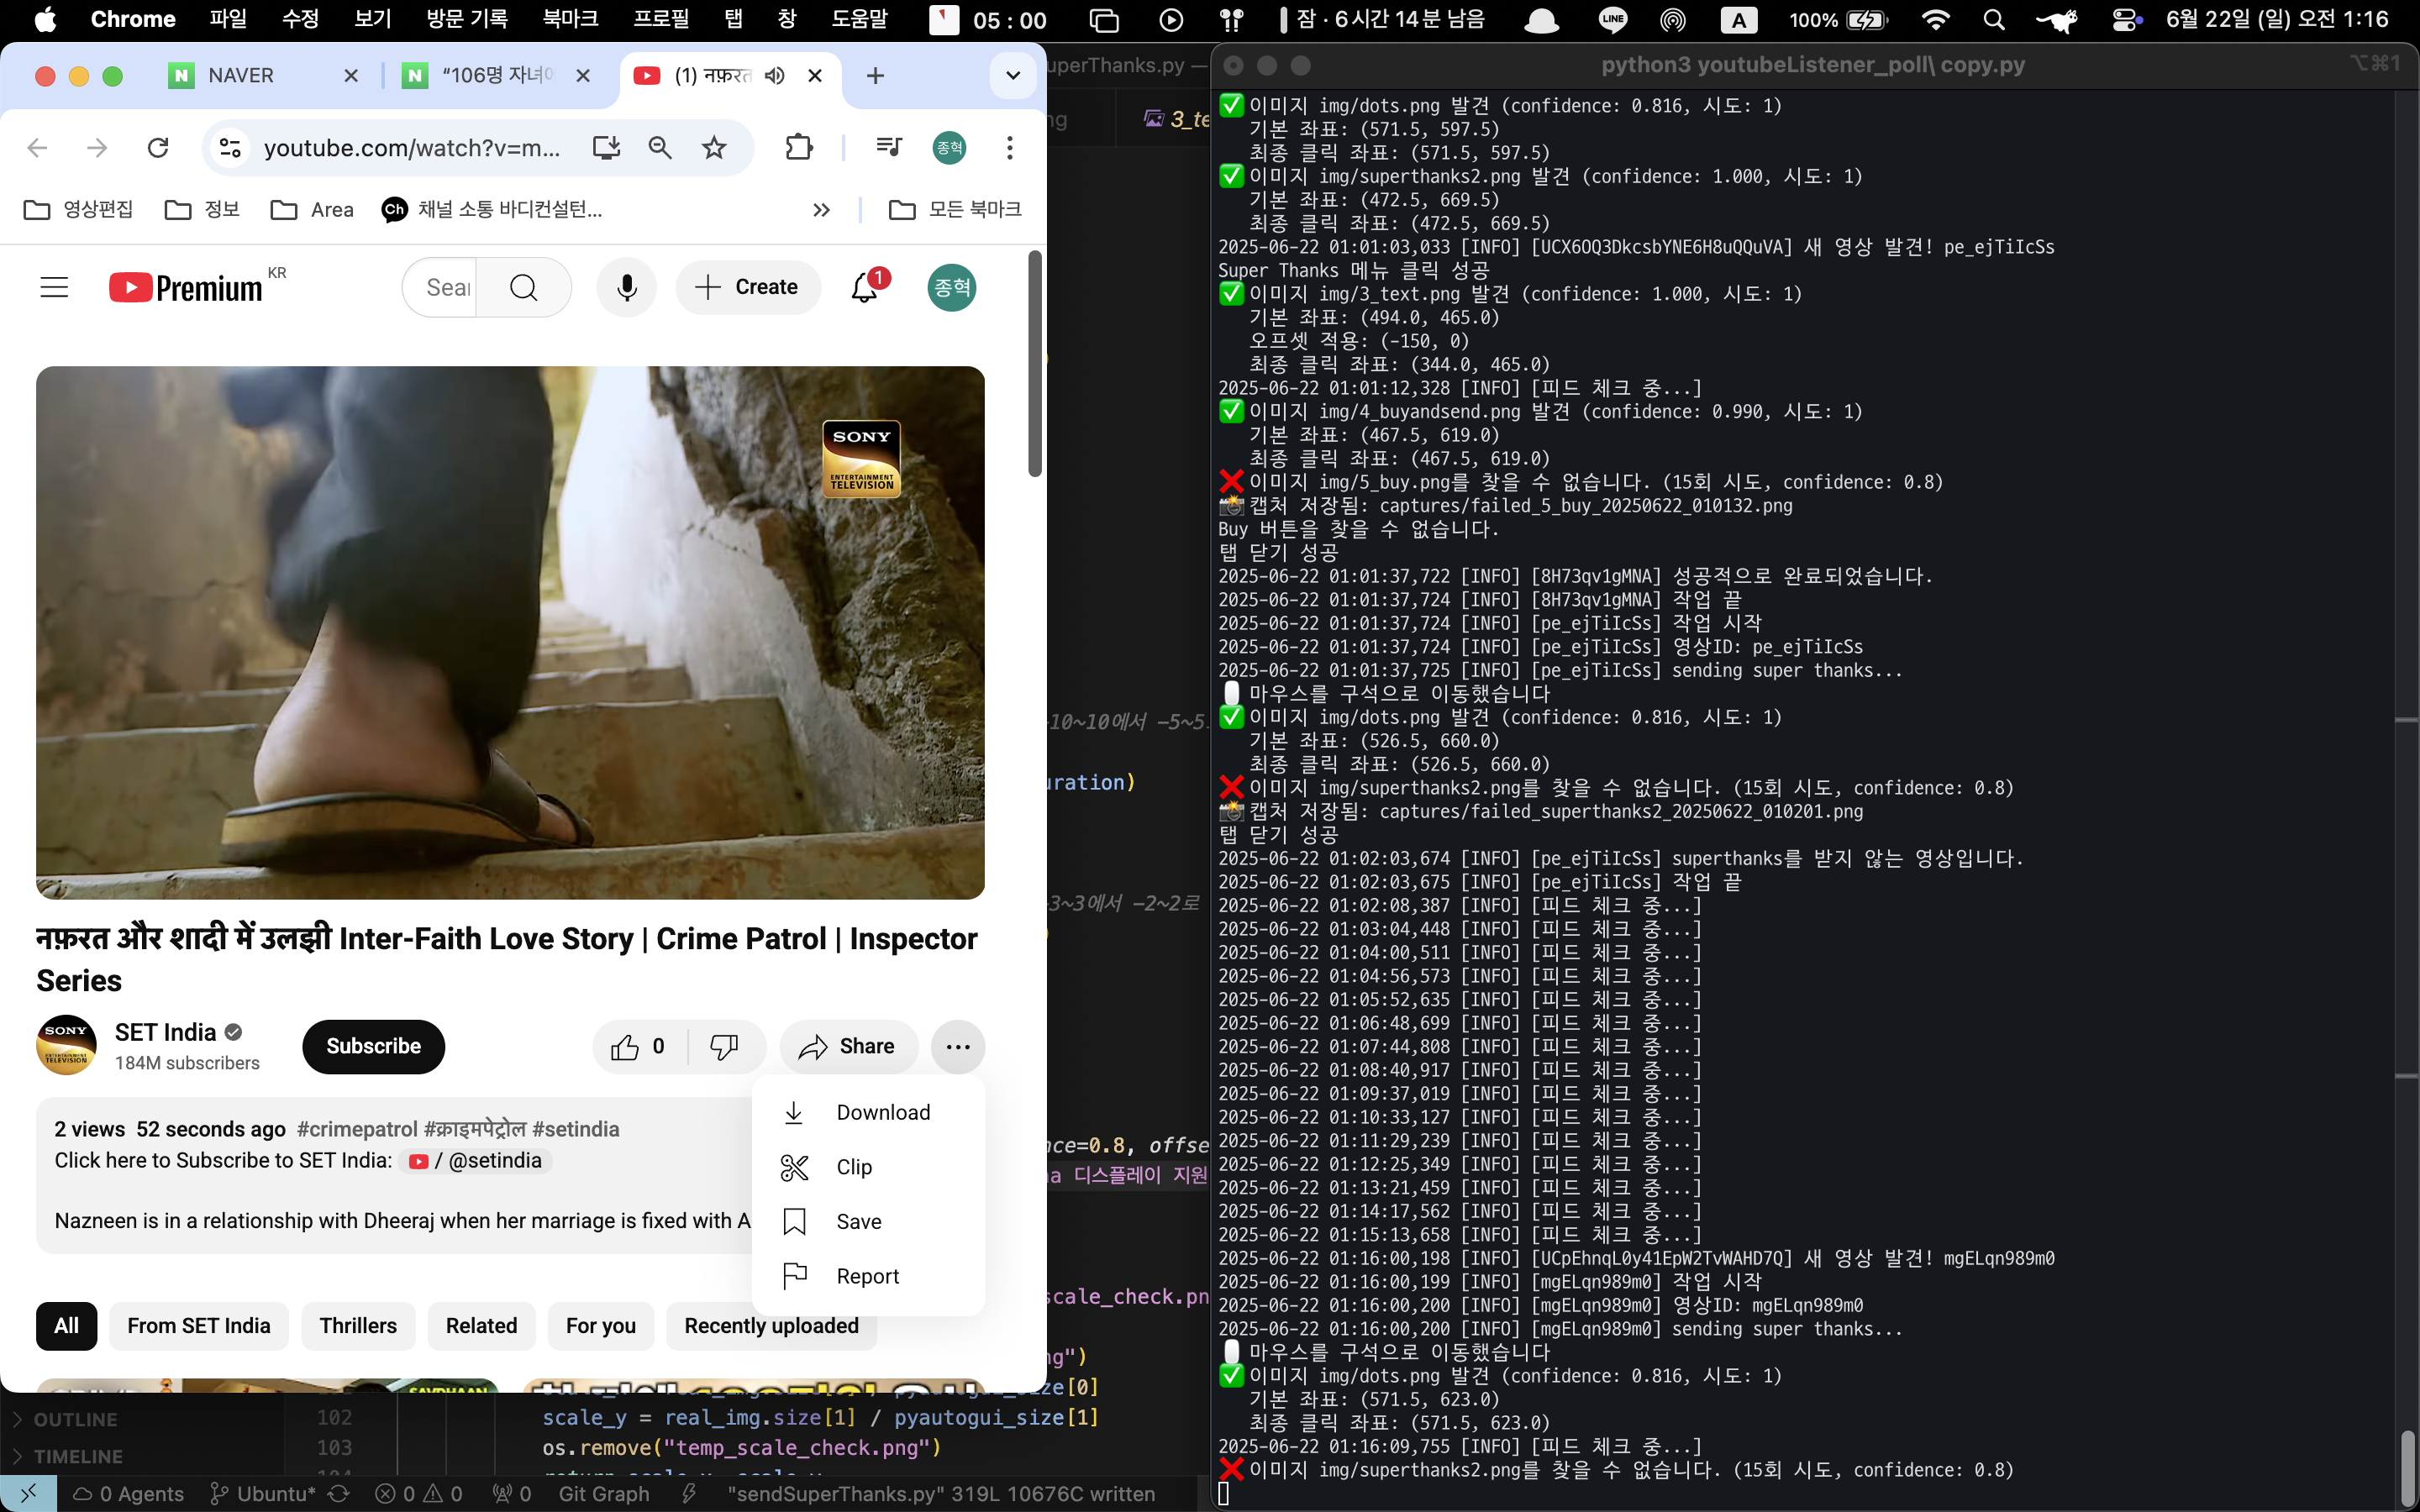 Chrome 파일 수정 보기 방문 기록 북마크 프로필 탭 창 도움말 05 : 00 잠 · 6시간 14분 남음 LINE A 100% 6월 22일 (일) 오전 1:16
N NAVER
N “106명 자녀
(1) नफ़रत
youtube.com/watch?v=m...
종혁
영상편집 정보 Area Ch 채널 소통 바디컨설턴... » 모든 북마크
Premium KR
Sear
Create
1
종혁
SONY
ENTERTAINMENT
TELEVISION
नफ़रत और शादी में उलझी Inter-Faith Love Story | Crime Patrol | Inspector
Series
SONY
ENTERTAINMENT
TELEVISION
SET India
184M subscribers
Subscribe
0
Share
Download
Clip
Save
Report
2 views 52 seconds ago #crimepatrol #क्राइमपेट्रोल #setindia
Click here to Subscribe to SET India: / @setindia
Nazneen is in a relationship with Dheeraj when her marriage is fixed with A
All From SET India Thrillers Related For you Recently uploaded
SAVDHAAN
uperThanks.py —
ng
3_te
-10~10에서 -5~5
uration)
-3~3에서 -2~2로
nce=0.8, offse
na 디스플레이 지원
scale_check.pn
ng")
ze[0]
102 scale_y = real_img.size[1] / pyautogui_size[1]
103 os.remove("temp_scale_check.png")
OUTLINE
TIMELINE
0 Agents Ubuntu* 0 0 0 Git Graph "sendSuperThanks.py" 319L 10676C written
python3 youtubeListener_poll\ copy.py
⌥⌘1
✅ 이미지 img/dots.png 발견 (confidence: 0.816, 시도: 1)
기본 좌표: (571.5, 597.5)
최종 클릭 좌표: (571.5, 597.5)
✅ 이미지 img/superthanks2.png 발견 (confidence: 1.000, 시도: 1)
기본 좌표: (472.5, 669.5)
최종 클릭 좌표: (472.5, 669.5)
2025-06-22 01:01:03,033 [INFO] [UCX6OQ3DkcsbYNE6H8uQQuVA] 새 영상 발견! pe_ejTiIcSs
Super Thanks 메뉴 클릭 성공
✅ 이미지 img/3_text.png 발견 (confidence: 1.000, 시도: 1)
기본 좌표: (494.0, 465.0)
오프셋 적용: (-150, 0)
최종 클릭 좌표: (344.0, 465.0)
2025-06-22 01:01:12,328 [INFO] [피드 체크 중...]
✅ 이미지 img/4_buyandsend.png 발견 (confidence: 0.990, 시도: 1)
기본 좌표: (467.5, 619.0)
최종 클릭 좌표: (467.5, 619.0)
❌ 이미지 img/5_buy.png를 찾을 수 없습니다. (15회 시도, confidence: 0.8)
📸 캡처 저장됨: captures/failed_5_buy_20250622_010132.png
Buy 버튼을 찾을 수 없습니다.
탭 닫기 성공
2025-06-22 01:01:37,722 [INFO] [8H73qv1gMNA] 성공적으로 완료되었습니다.
2025-06-22 01:01:37,724 [INFO] [8H73qv1gMNA] 작업 끝
2025-06-22 01:01:37,724 [INFO] [pe_ejTiIcSs] 작업 시작
2025-06-22 01:01:37,724 [INFO] [pe_ejTiIcSs] 영상ID: pe_ejTiIcSs
2025-06-22 01:01:37,725 [INFO] [pe_ejTiIcSs] sending super thanks...
마우스를 구석으로 이동했습니다
✅ 이미지 img/dots.png 발견 (confidence: 0.816, 시도: 1)
기본 좌표: (526.5, 660.0)
최종 클릭 좌표: (526.5, 660.0)
❌ 이미지 img/superthanks2.png를 찾을 수 없습니다. (15회 시도, confidence: 0.8)
📸 캡처 저장됨: captures/failed_superthanks2_20250622_010201.png
탭 닫기 성공
2025-06-22 01:02:03,674 [INFO] [pe_ejTiIcSs] superthanks를 받지 않는 영상입니다.
2025-06-22 01:02:03,675 [INFO] [pe_ejTiIcSs] 작업 끝
2025-06-22 01:02:08,387 [INFO] [피드 체크 중...]
2025-06-22 01:03:04,448 [INFO] [피드 체크 중...]
2025-06-22 01:04:00,511 [INFO] [피드 체크 중...]
2025-06-22 01:04:56,573 [INFO] [피드 체크 중...]
2025-06-22 01:05:52,635 [INFO] [피드 체크 중...]
2025-06-22 01:06:48,699 [INFO] [피드 체크 중...]
2025-06-22 01:07:44,808 [INFO] [피드 체크 중...]
2025-06-22 01:08:40,917 [INFO] [피드 체크 중...]
2025-06-22 01:09:37,019 [INFO] [피드 체크 중...]
2025-06-22 01:10:33,127 [INFO] [피드 체크 중...]
2025-06-22 01:11:29,239 [INFO] [피드 체크 중...]
2025-06-22 01:12:25,349 [INFO] [피드 체크 중...]
2025-06-22 01:13:21,459 [INFO] [피드 체크 중...]
2025-06-22 01:14:17,562 [INFO] [피드 체크 중...]
2025-06-22 01:15:13,658 [INFO] [피드 체크 중...]
2025-06-22 01:16:00,198 [INFO] [UCpEhnqL0y41EpW2TvWAHD7Q] 새 영상 발견! mgELqn989m0
2025-06-22 01:16:00,199 [INFO] [mgELqn989m0] 작업 시작
2025-06-22 01:16:00,200 [INFO] [mgELqn989m0] 영상ID: mgELqn989m0
2025-06-22 01:16:00,200 [INFO] [mgELqn989m0] sending super thanks...
마우스를 구석으로 이동했습니다
✅ 이미지 img/dots.png 발견 (confidence: 0.816, 시도: 1)
기본 좌표: (571.5, 623.0)
최종 클릭 좌표: (571.5, 623.0)
2025-06-22 01:16:09,755 [INFO] [피드 체크 중...]
❌ 이미지 img/superthanks2.png를 찾을 수 없습니다. (15회 시도, confidence: 0.8)